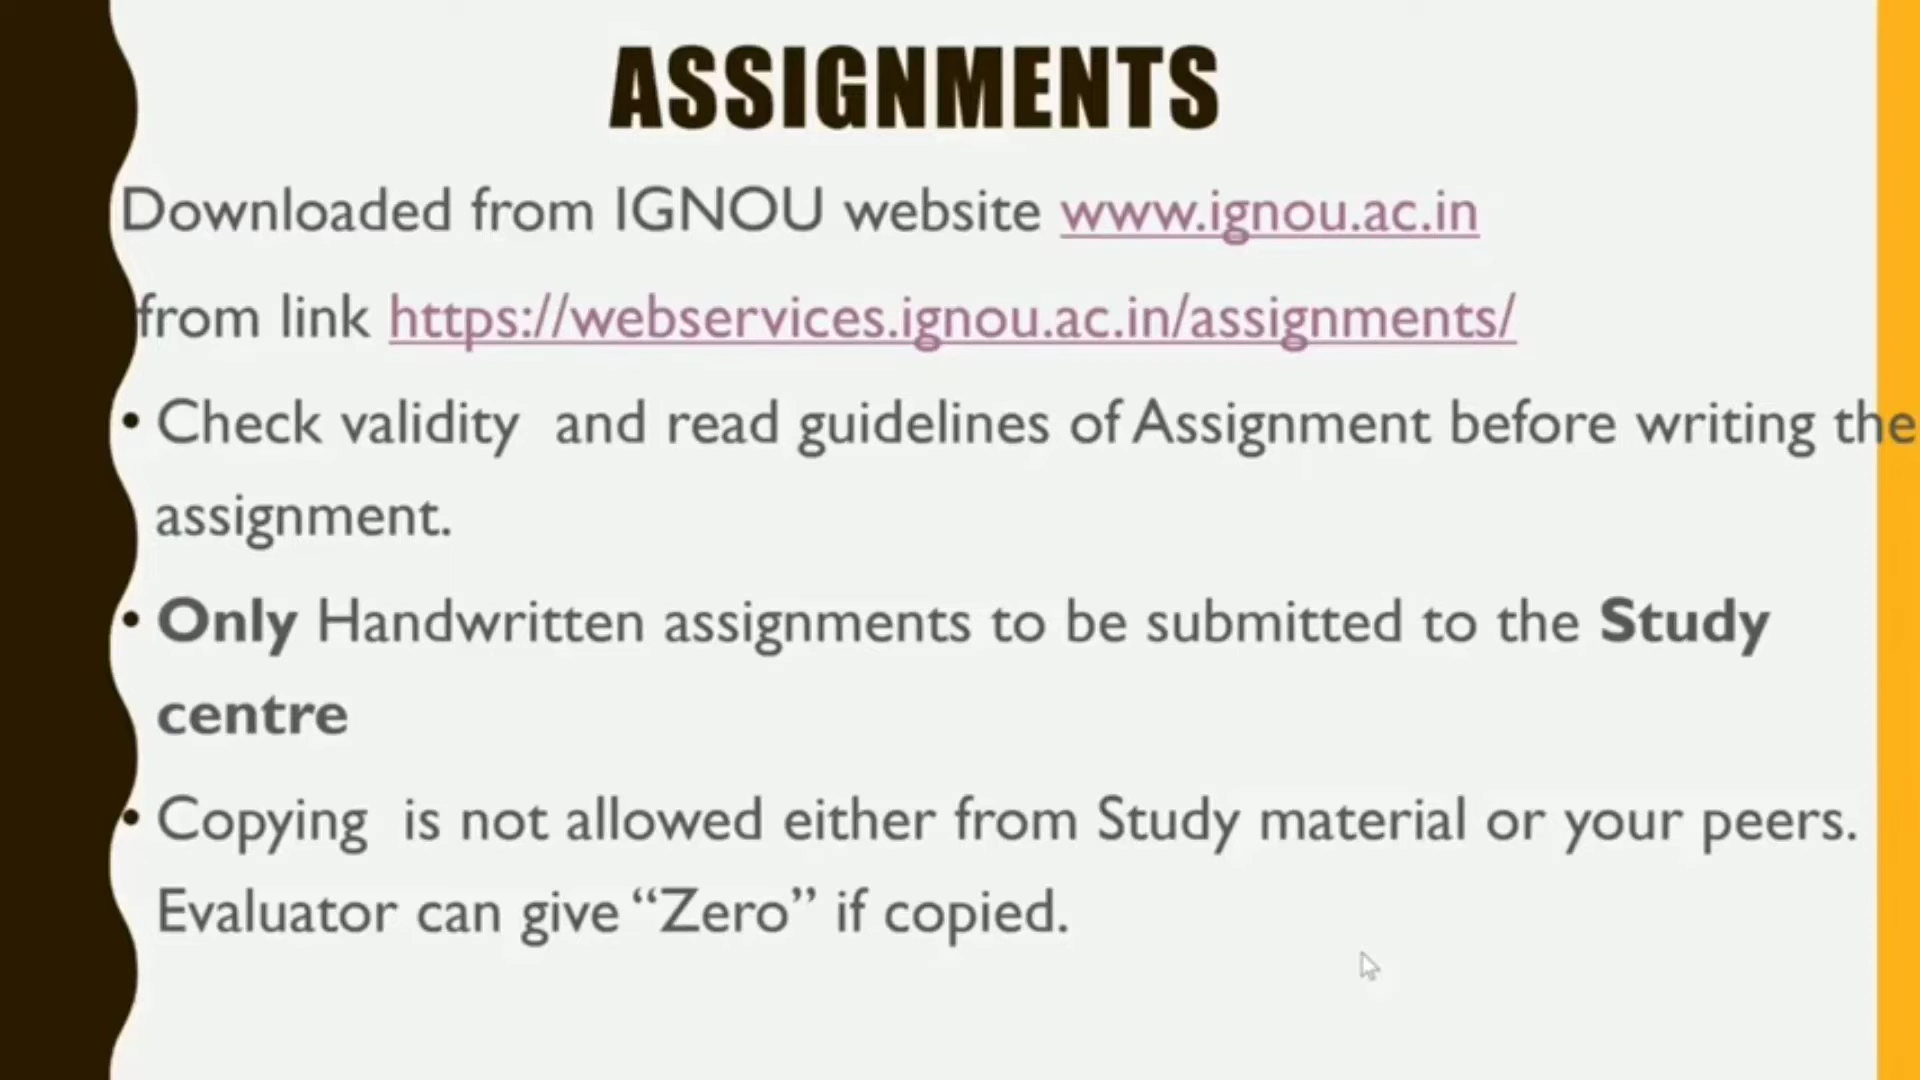 ASSIGNMENTS
Downloaded from IGNOU website www.ignou.ac.in
from link https://webservices.ignou.ac.in/assignments/
• Check validity and read guidelines of Assignment before writing the
assignment.
• Only Handwritten assignments to be submitted to the Study
centre
• Copying is not allowed either from Study material or your peers.
Evaluator can give “Zero” if copied.